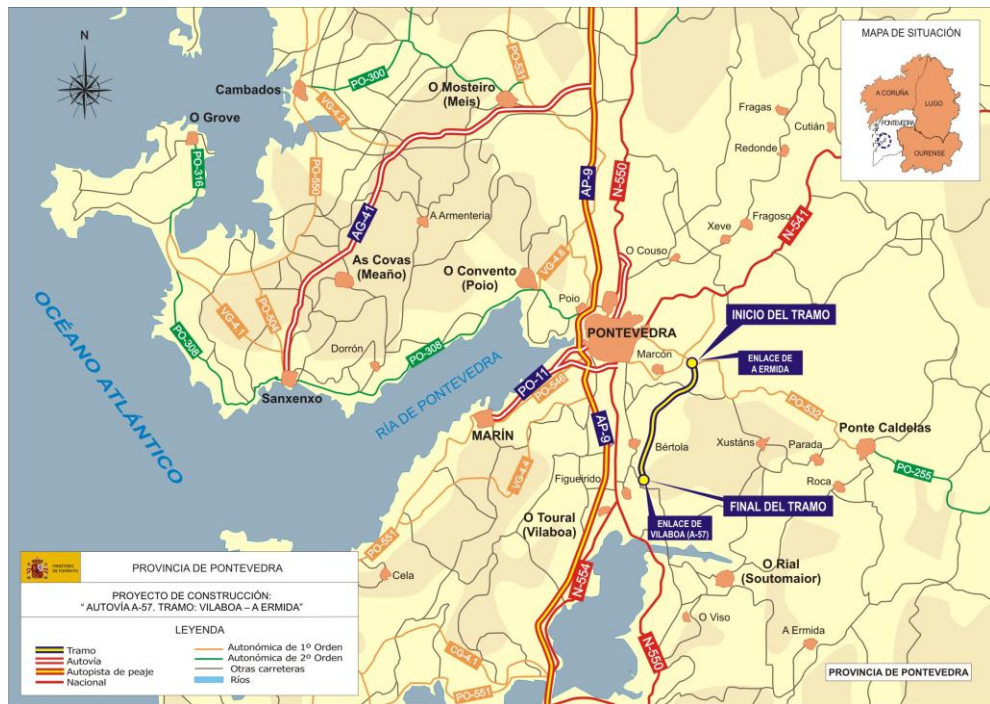 N
MAPA DE SITUACIÓN
A CORUÑA
LUGO
PONTEVEDRA
OURENSE
PO-300
PO-531
Cambados
O Mosteiro
(Meis)
VG-4.2
O Grove
PO-316
PO-550
AP-9
N-550
Fragas
Cutián
Redonde
A Armenteria
AG-41
Fragoso
Xeve
N-541
O Couso
As Covas
(Meaño)
O Convento
(Poio)
VG-4.8
Poio
PONTEVEDRA
INICIO DEL TRAMO
ENLACE DE
A ERMIDA
Marcón
VG-4.1
PO-504
PO-308
Dorrón
PO-308
Sanxenxo
RÍA DE PONTEVEDRA
OCÉANO ATLÁNTICO
PO-11
PO-546
MARÍN
AP-9
PO-532
Ponte Caldelas
PO-255
Xustáns
Parada
Roca
Bértola
VG-4.4
Figueirido
FINAL DEL TRAMO
ENLACE DE
VILABOA (A-57)
O Toural
(Vilaboa)
PO-551
Cela
N-554
O Rial
(Soutomaior)
O Viso
A Ermida
N-550
CG-4.1
PO-551
MINISTERIO
DE FOMENTO
PROVINCIA DE PONTEVEDRA
PROYECTO DE CONSTRUCCIÓN:
“ AUTOVÍA A-57. TRAMO: VILABOA – A ERMIDA”
LEYENDA
Tramo
Autovía
Autopista de peaje
Nacional
Autonómica de 1º Orden
Autonómica de 2º Orden
Otras carreteras
Ríos
PROVINCIA DE PONTEVEDRA